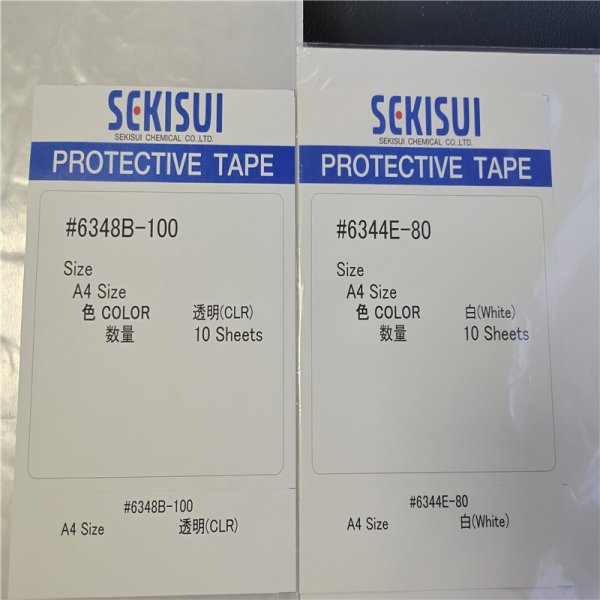 SEKISUI
SEKISUI CHEMICAL CO.,LTD.
PROTECTIVE TAPE
#6348B-100
Size
A4 Size
色 COLOR 透明(CLR)
数量 10 Sheets
#6348B-100
A4 Size 透明(CLR)
SEKISUI
SEKISUI CHEMICAL CO.,LTD.
PROTECTIVE TAPE
#6344E-80
Size
A4 Size
色 COLOR 白(White)
数量 10 Sheets
#6344E-80
A4 Size 白(White)